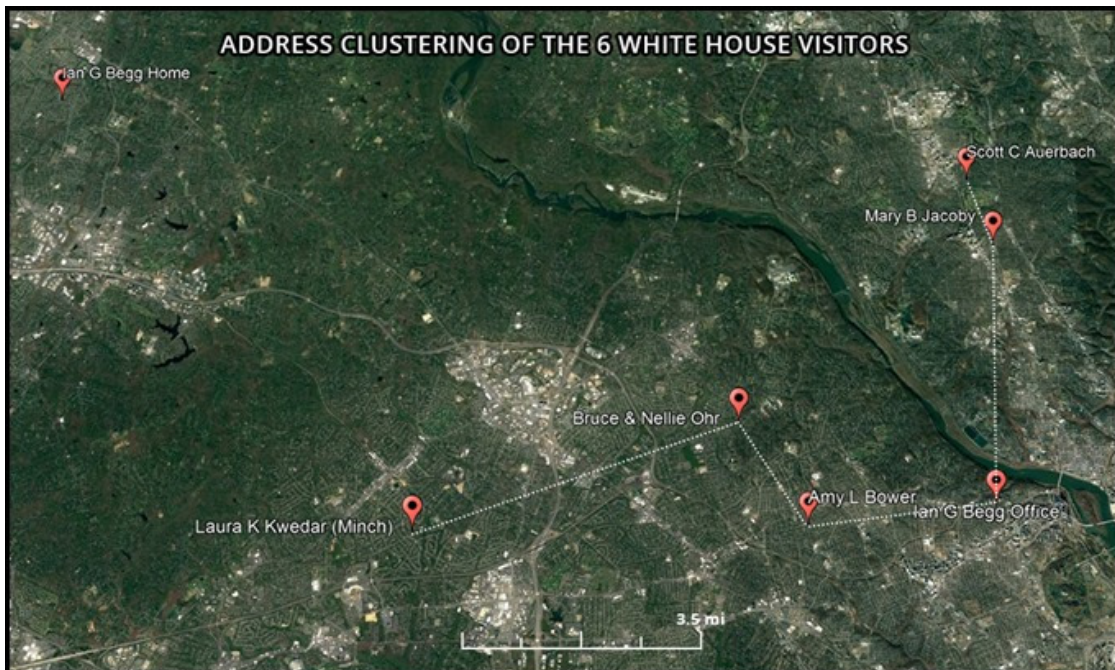 ADDRESS CLUSTERING OF THE 6 WHITE HOUSE VISITORS
Ian G Begg Home
Scott C Auerbach
Mary B Jacoby
Bruce & Nellie Ohr
Amy L Bower
Ian G Begg Office
Laura K Kwedar (Minch)
3.5 mi